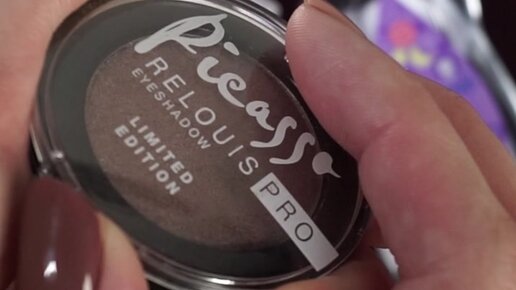 Picasso
RELOUIS PRO
EYESHADOW
LIMITED
EDITION